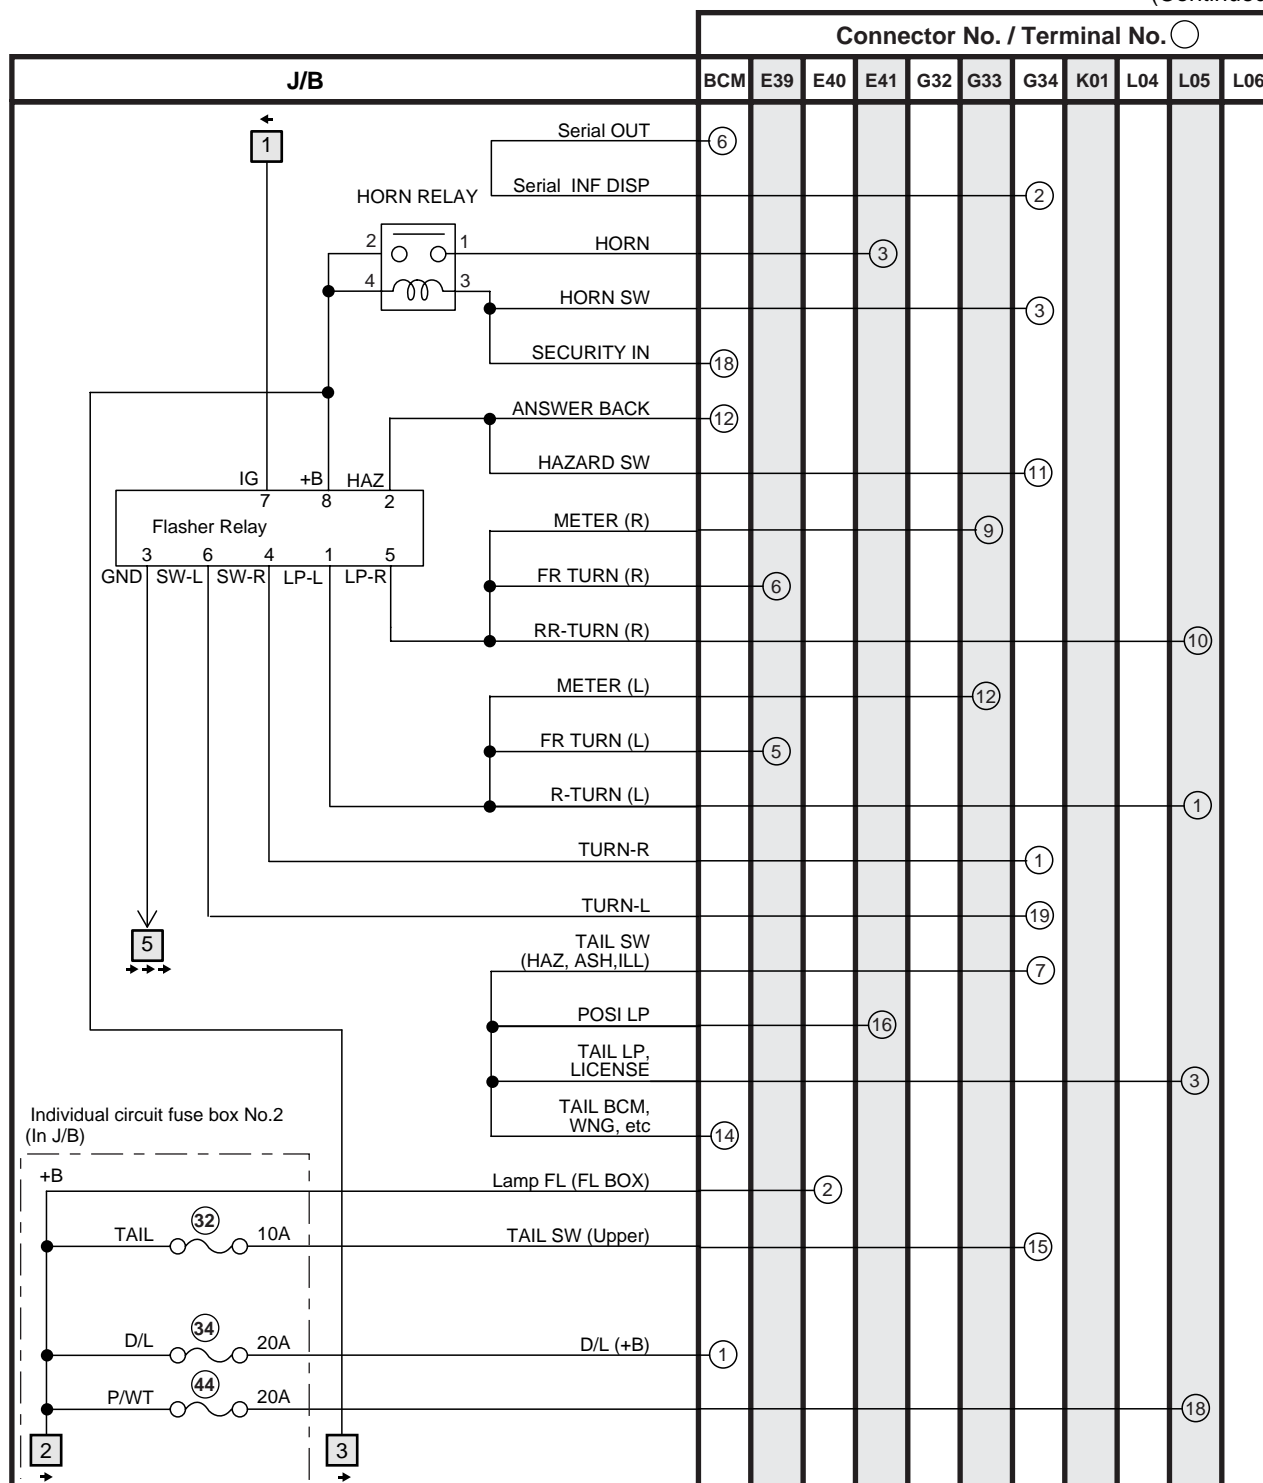 (Continued
Connector No. / Terminal No.
J/B
BCM E39 E40 E41 G32 G33 G34 K01 L04 L05 L06
1
Serial OUT 6
Serial INF DISP 2
HORN RELAY
2 1 HORN 3
4 3
HORN SW 3
SECURITY IN 18
ANSWER BACK 12
HAZARD SW 11
IG +B HAZ
7 8 2
Flasher Relay
METER (R) 9
3 6 4 1 5
GND SW-L SW-R LP-L LP-R
FR TURN (R) 6
RR-TURN (R) 10
METER (L) 12
FR TURN (L) 5
R-TURN (L) 1
TURN-R 1
TURN-L 19
5
TAIL SW
(HAZ, ASH,ILL) 7
POSI LP 16
TAIL LP,
LICENSE 3
TAIL BCM,
WNG, etc 14
Individual circuit fuse box No.2
(In J/B)
+B
Lamp FL (FL BOX) 2
TAIL 32 10A TAIL SW (Upper) 15
D/L 34 20A D/L (+B) 1
P/WT 44 20A 18
2 3